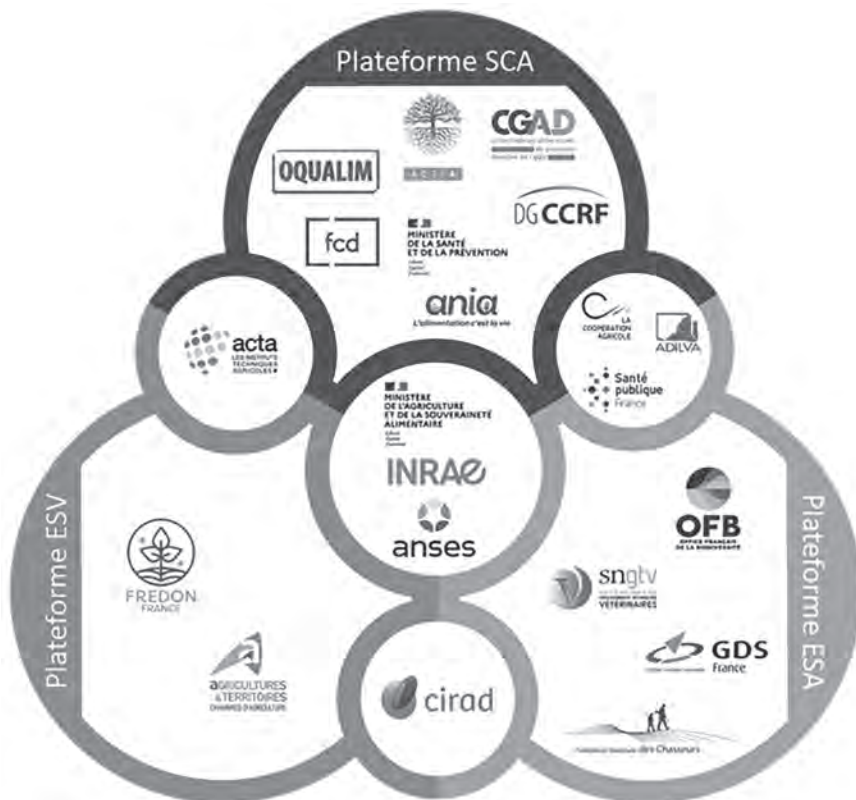 Plateforme SCA
CGAD
OQUALIM
ACTIA
DGCCRF
fcd
MINISTÈRE
DE LA SANTÉ
ET DE LA PRÉVENTION
ania
L'alimentation c'est la vie
acta
LES INSTITUTS
TECHNIQUES
AGRICOLES
LA
COOPÉRATION
AGRICOLE
ADILVA
Santé
publique
France
MINISTÈRE
DE L'AGRICULTURE
ET DE LA SOUVERAINETÉ
ALIMENTAIRE
INRAE
anses
Plateforme ESV
FREDON
FRANCE
AGRICULTURES
& TERRITOIRES
CHAMBRES D'AGRICULTURE
cirad
Plateforme ESA
OFB
OFFICE FRANÇAIS
DE LA BIODIVERSITÉ
sngtv
VÉTÉRINAIRES
GDS
France
des Chasseurs